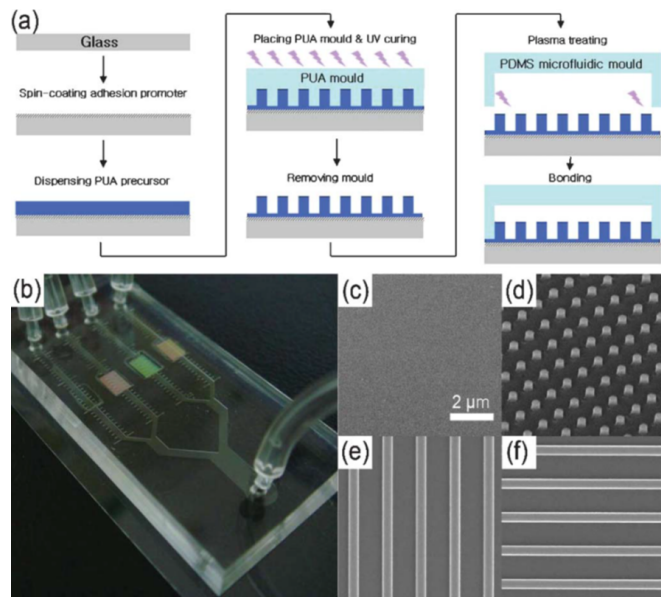 (a)
Glass
Spin-coating adhesion promoter
Dispensing PUA precursor
Placing PUA mould & UV curing
PUA mould
Removing mould
Plasma treating
PDMS microfluidic mould
Bonding
(b)
(c)
2 μm
(d)
(e)
(f)